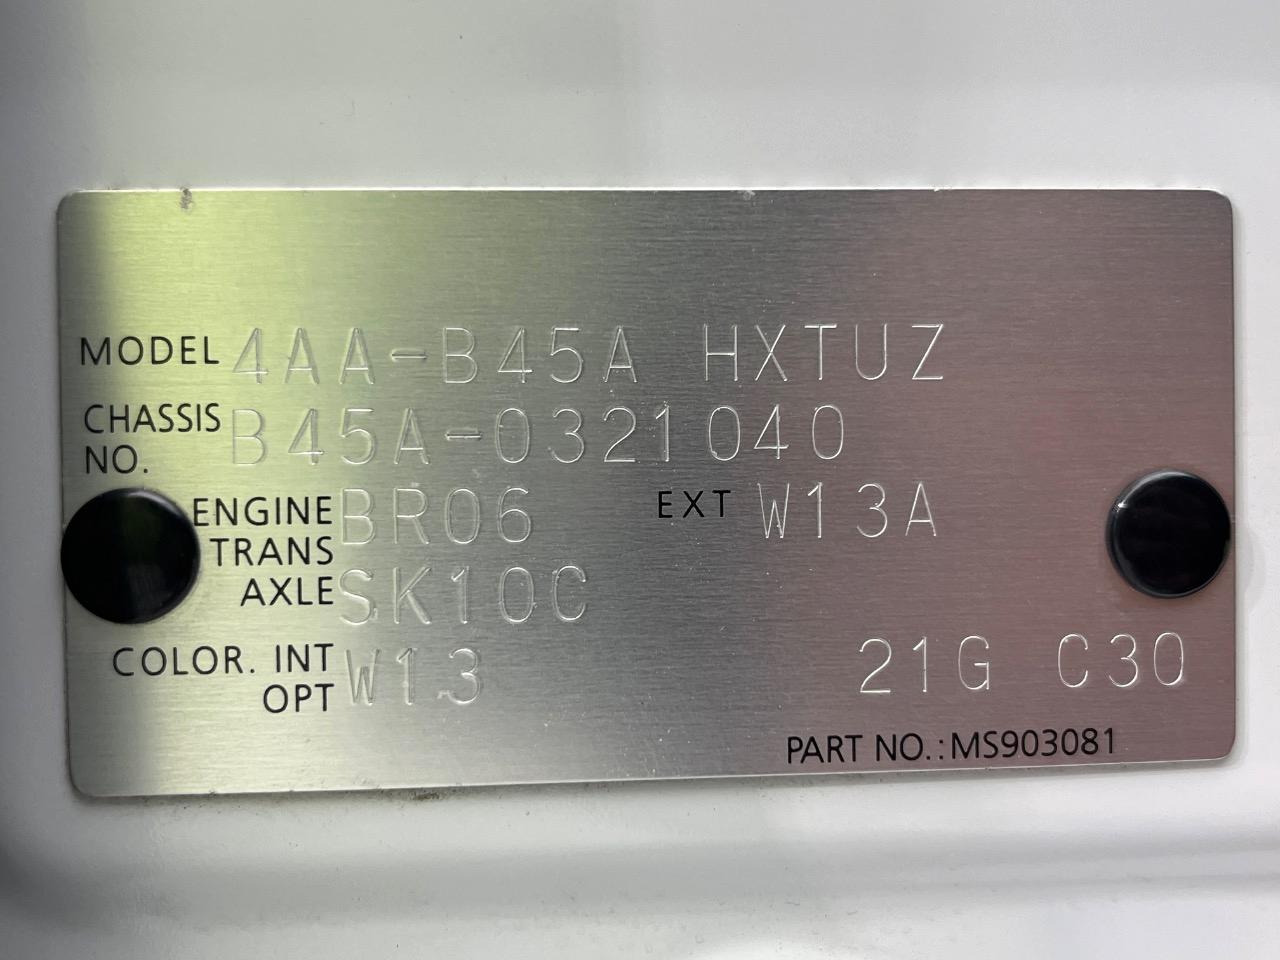 MODEL 4AA-B45A HXTUZ
CHASSIS NO. B45A-0321040
ENGINE BR06 EXT W13A
TRANS
AXLE SK10C
COLOR. INT W13 21G C30
OPT
PART NO.:MS903081